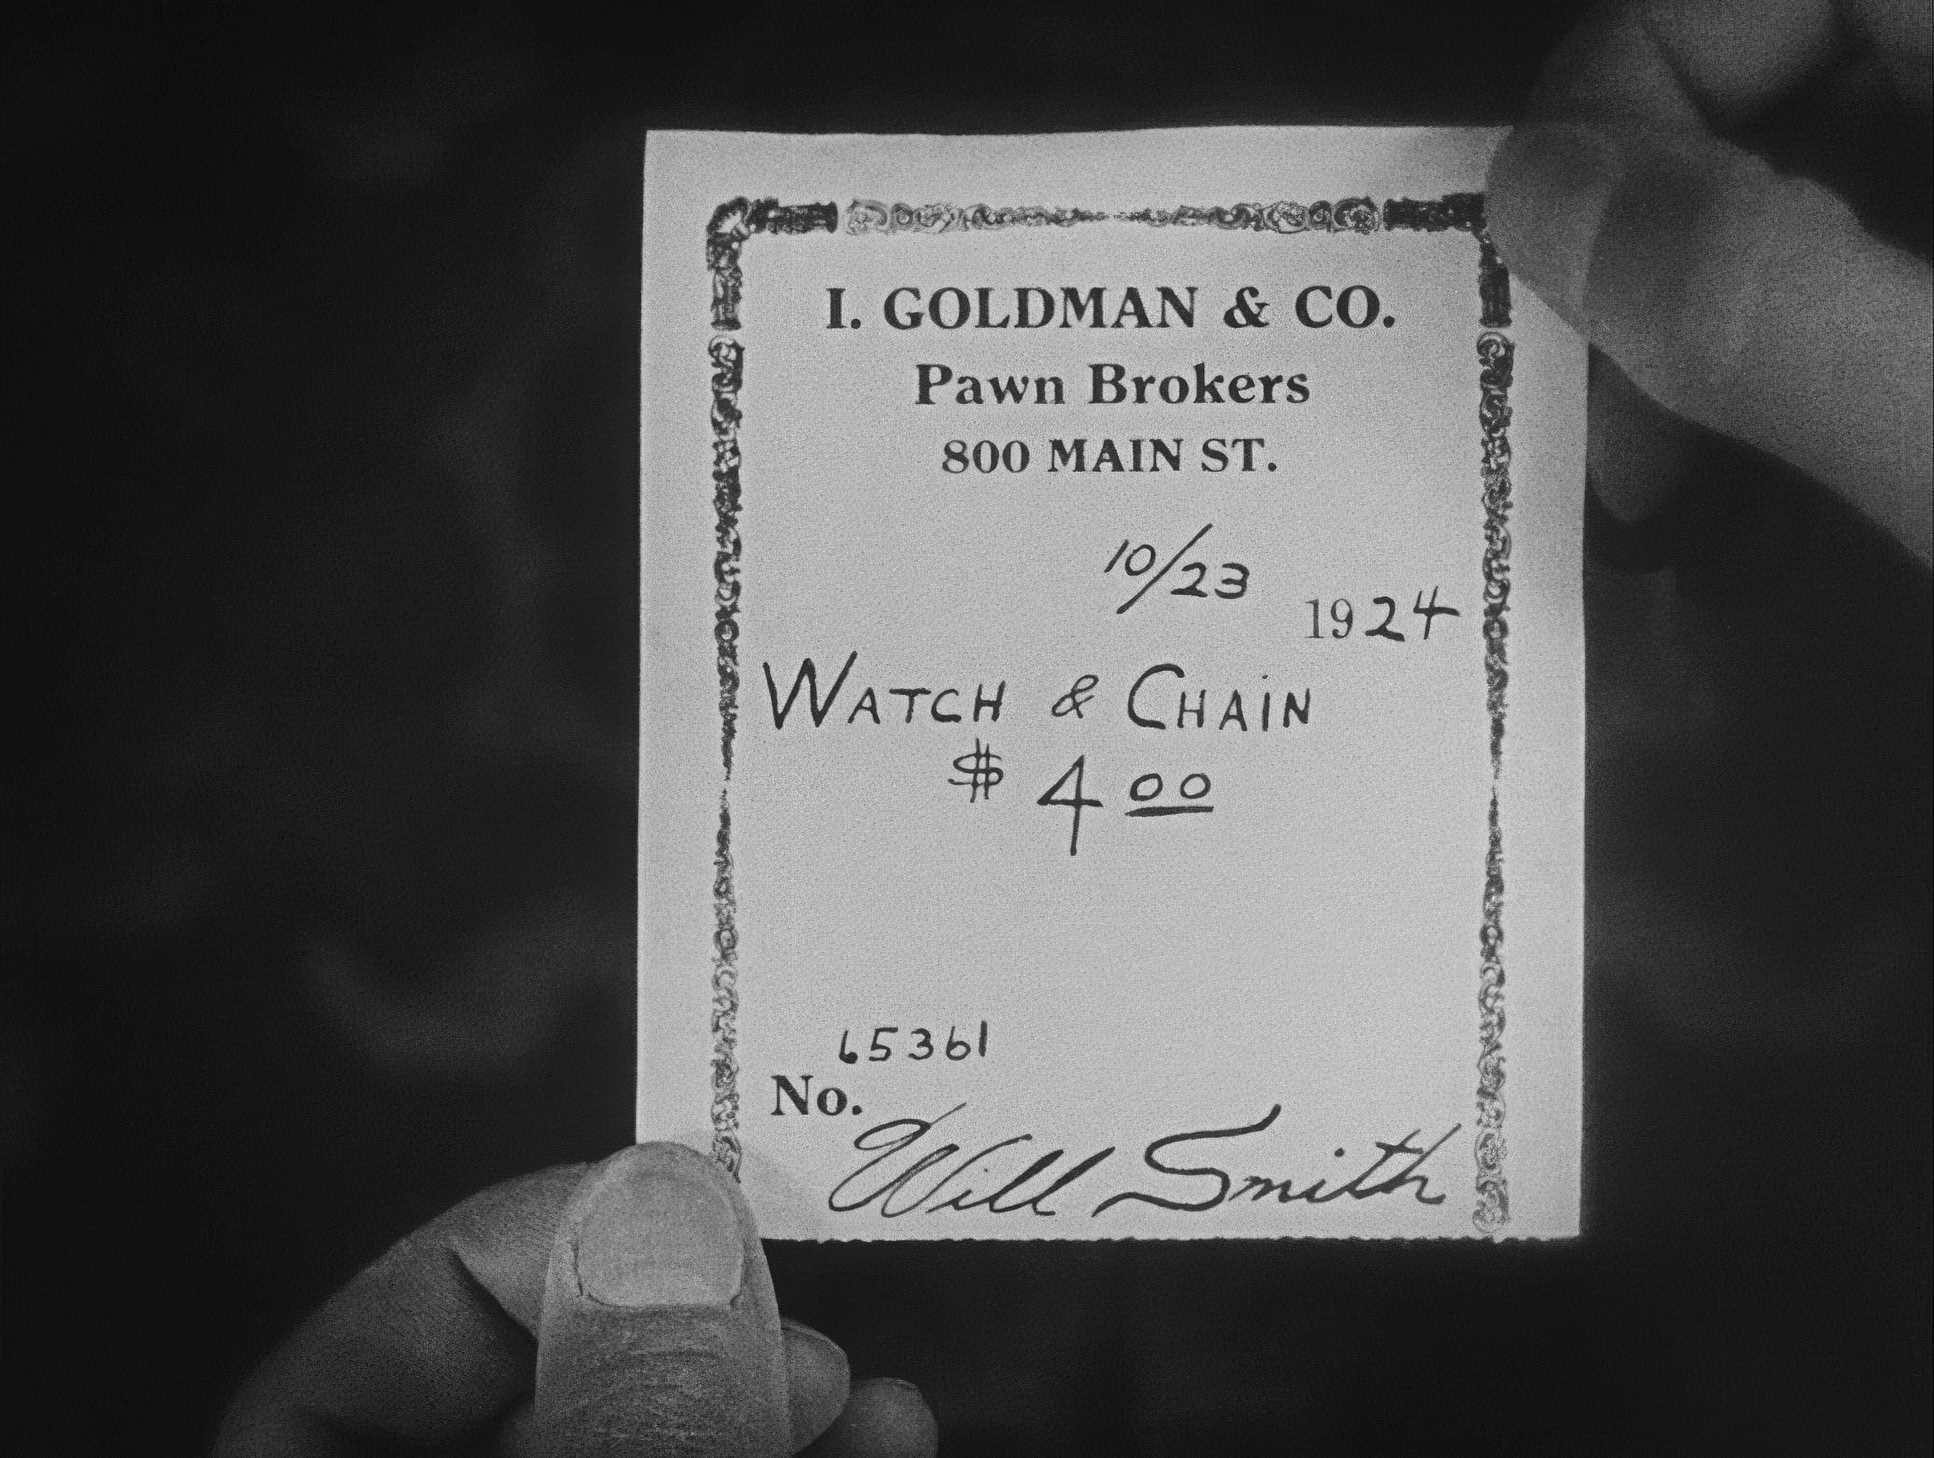 I. GOLDMAN & CO.
Pawn Brokers
800 MAIN ST.
10/23 1924
WATCH & CHAIN
$ 4 00
65361
No.
Will Smith